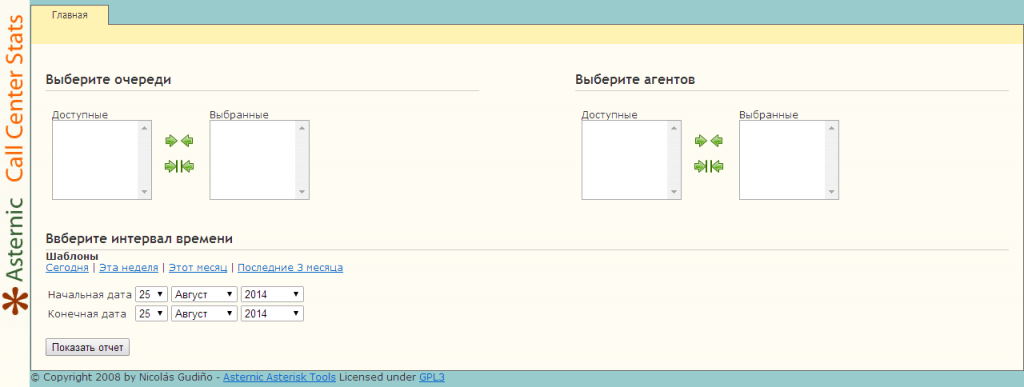 Главная
Asternic Call Center Stats
Выберите очереди
Доступные Выбранные
Выберите агентов
Доступные Выбранные
Ввберите интервал времени
Шаблоны
Сегодня | Эта неделя | Этот месяц | Последние 3 месяца
Начальная дата 25 Август 2014
Конечная дата 25 Август 2014
Показать отчет
© Copyright 2008 by Nicolás Gudiño - Asternic Asterisk Tools Licensed under GPL3